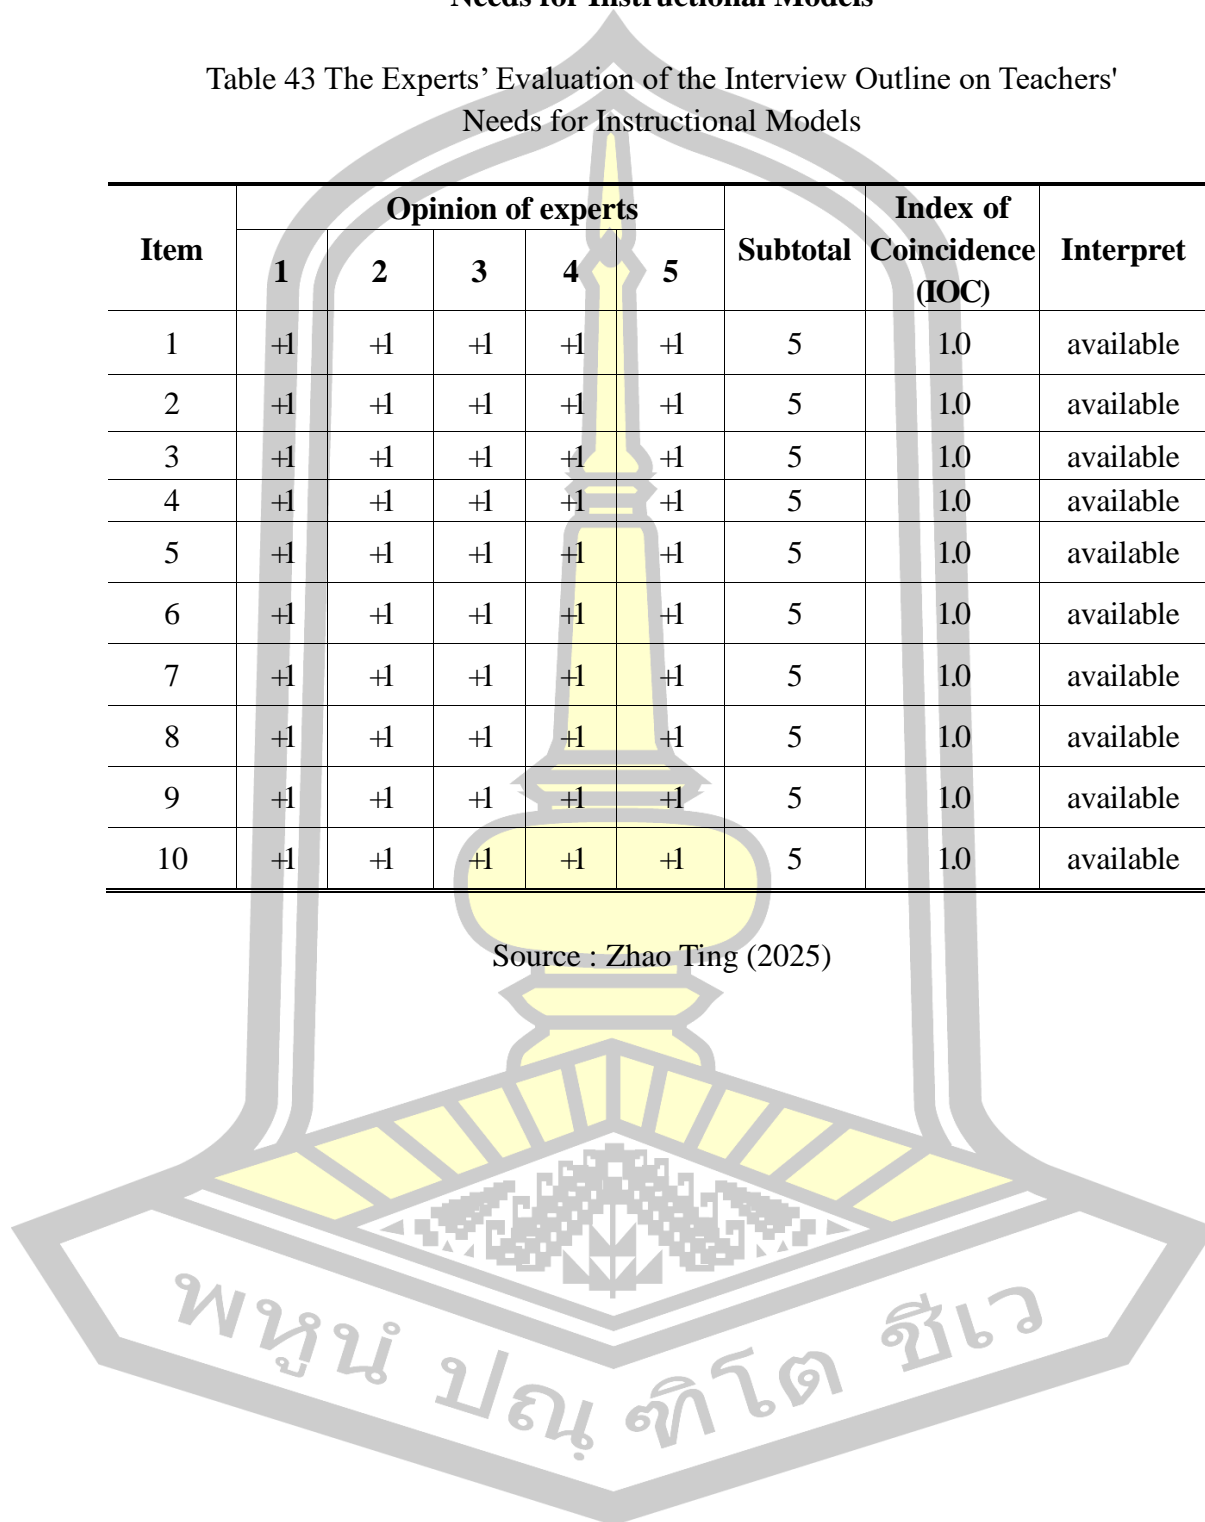 Needs for Instructional Models
Table 43 The Experts’ Evaluation of the Interview Outline on Teachers'
Needs for Instructional Models
Item Opinion of experts Subtotal Index of Coincidence (IOC) Interpret
1 2 3 4 5
1 +1 +1 +1 +1 +1 5 1.0 available
2 +1 +1 +1 +1 +1 5 1.0 available
3 +1 +1 +1 +1 +1 5 1.0 available
4 +1 +1 +1 +1 +1 5 1.0 available
5 +1 +1 +1 +1 +1 5 1.0 available
6 +1 +1 +1 +1 +1 5 1.0 available
7 +1 +1 +1 +1 +1 5 1.0 available
8 +1 +1 +1 +1 +1 5 1.0 available
9 +1 +1 +1 +1 +1 5 1.0 available
10 +1 +1 +1 +1 +1 5 1.0 available
Source : Zhao Ting (2025)
พหูนํ ปณฺฑิโต ชีเว